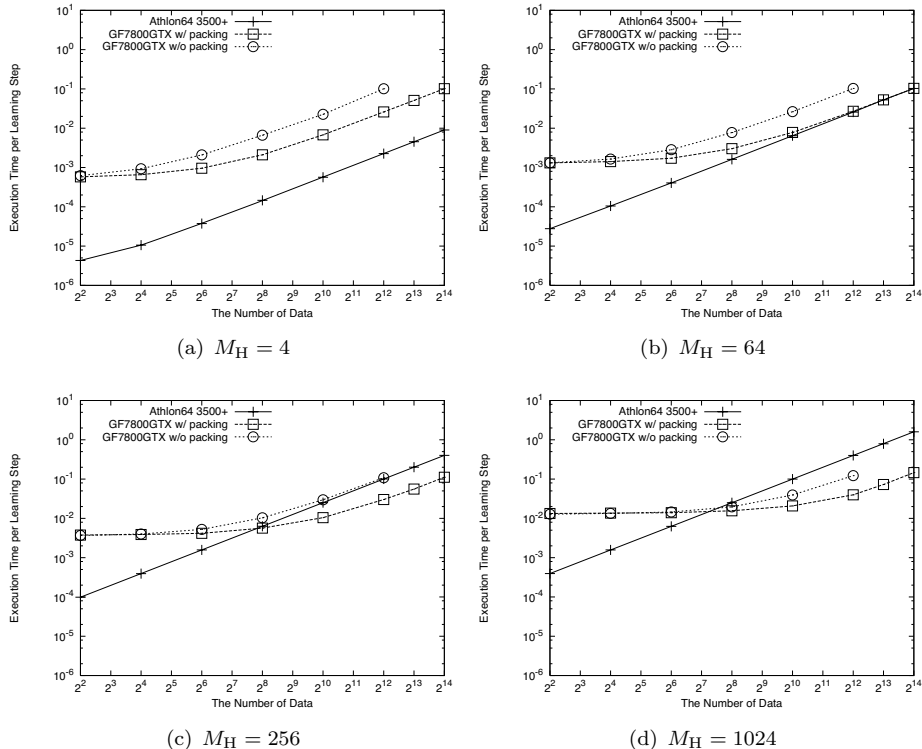 Athlon64 3500+
GF7800GTX w/ packing
GF7800GTX w/o packing
Execution Time per Learning Step
10^1
10^0
10^-1
10^-2
10^-3
10^-4
10^-5
10^-6
2^2 2^3 2^4 2^5 2^6 2^7 2^8 2^9 2^10 2^11 2^12 2^13 2^14
The Number of Data
(a) M_H = 4
Athlon64 3500+
GF7800GTX w/ packing
GF7800GTX w/o packing
Execution Time per Learning Step
10^1
10^0
10^-1
10^-2
10^-3
10^-4
10^-5
10^-6
2^2 2^3 2^4 2^5 2^6 2^7 2^8 2^9 2^10 2^11 2^12 2^13 2^14
The Number of Data
(b) M_H = 64
Athlon64 3500+
GF7800GTX w/ packing
GF7800GTX w/o packing
Execution Time per Learning Step
10^1
10^0
10^-1
10^-2
10^-3
10^-4
10^-5
10^-6
2^2 2^3 2^4 2^5 2^6 2^7 2^8 2^9 2^10 2^11 2^12 2^13 2^14
The Number of Data
(c) M_H = 256
Athlon64 3500+
GF7800GTX w/ packing
GF7800GTX w/o packing
Execution Time per Learning Step
10^1
10^0
10^-1
10^-2
10^-3
10^-4
10^-5
10^-6
2^2 2^3 2^4 2^5 2^6 2^7 2^8 2^9 2^10 2^11 2^12 2^13 2^14
The Number of Data
(d) M_H = 1024